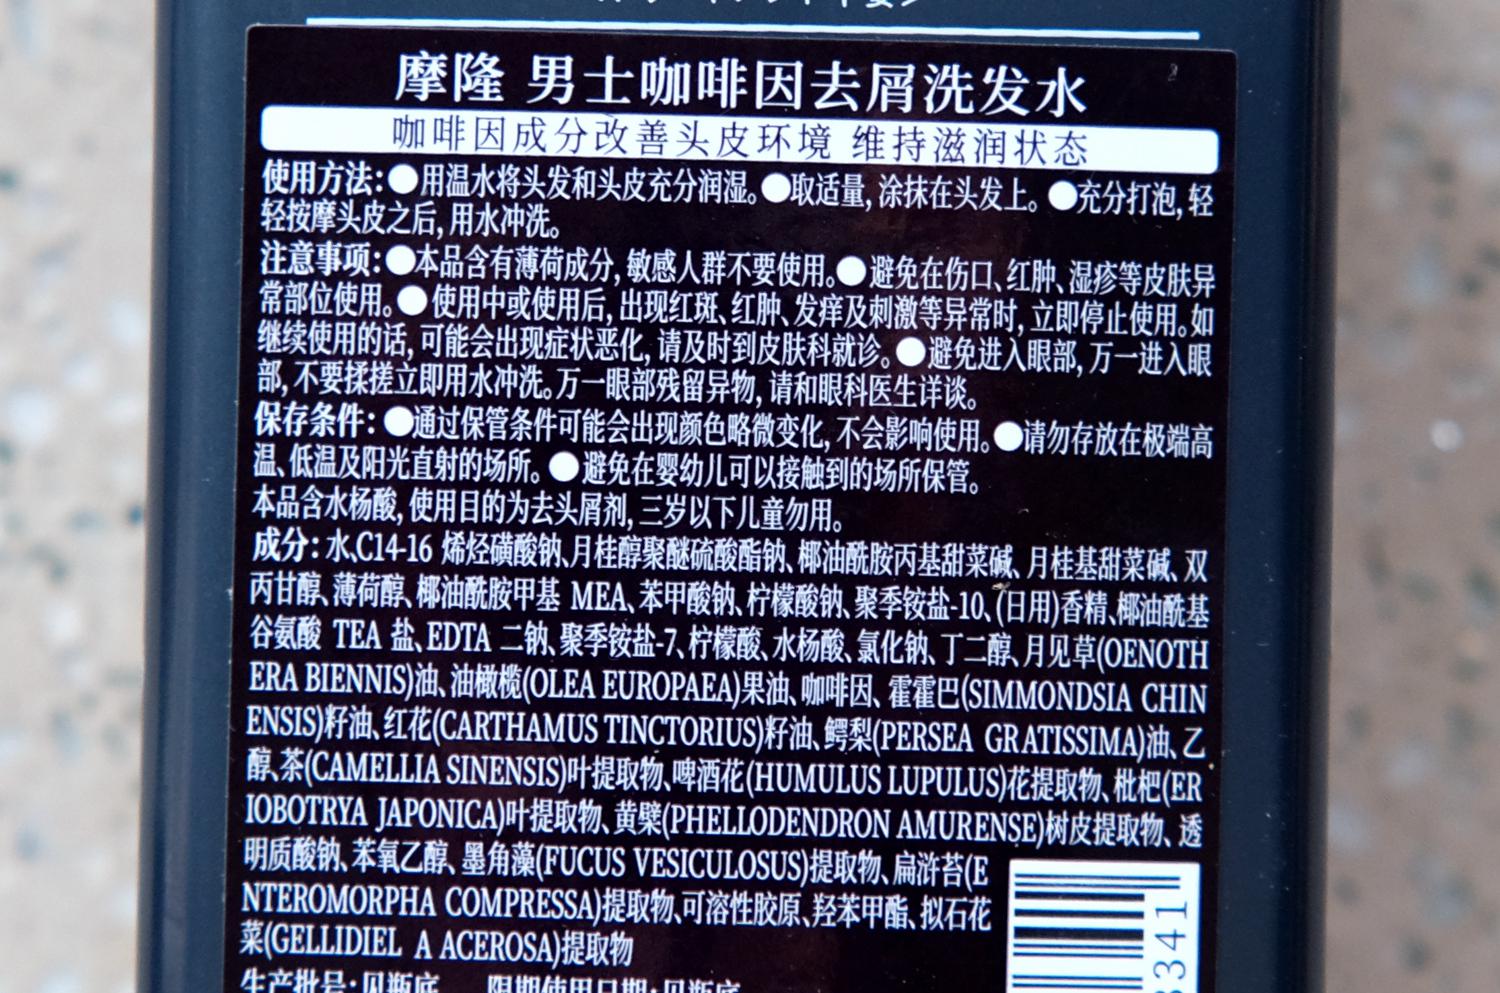 摩隆 男士咖啡因去屑洗发水
咖啡因成分改善头皮环境 维持滋润状态
使用方法:●用温水将头发和头皮充分润湿。●取适量,涂抹在头发上。●充分打泡,轻
轻按摩头皮之后,用水冲洗。
注意事项:●本品含有薄荷成分,敏感人群不要使用。●避免在伤口、红肿、湿疹等皮肤异
常部位使用。●使用中或使用后,出现红斑、红肿、发痒及刺激等异常时,立即停止使用。如
继续使用的话,可能会出现症状恶化,请及时到皮肤科就诊。●避免进入眼部,万一进入眼
部,不要揉搓立即用水冲洗。万一眼部残留异物,请和眼科医生详谈。
保存条件:●通过保管条件可能会出现颜色略微变化,不会影响使用。●请勿存放在极端高
温、低温及阳光直射的场所。●避免在婴幼儿可以接触到的场所保管。
本品含水杨酸,使用目的为去头屑剂,三岁以下儿童勿用。
成分:水、C14-16 烯烃磺酸钠、月桂醇聚醚硫酸酯钠、椰油酰胺丙基甜菜碱、月桂基甜菜碱、双
丙甘醇、薄荷醇、椰油酰胺甲基 MEA、苯甲酸钠、柠檬酸钠、聚季铵盐-10、(日用)香精、椰油酰基
谷氨酸 TEA 盐、EDTA 二钠、聚季铵盐-7、柠檬酸、水杨酸、氯化钠、丁二醇、月见草(OENOTH
ERA BIENNIS)油、油橄榄(OLEA EUROPAEA)果油、咖啡因、霍霍巴(SIMMONDSIA CHIN
ENSIS)籽油、红花(CARTHAMUS TINCTORIUS)籽油、鳄梨(PERSEA GRATISSIMA)油、乙
醇、茶(CAMELLIA SINENSIS)叶提取物、啤酒花(HUMULUS LUPULUS)花提取物、枇杷(ER
IOBOTRYA JAPONICA)叶提取物、黄檗(PHELLODENDRON AMURENSE)树皮提取物、透
明质酸钠、苯氧乙醇、墨角藻(FUCUS VESICULOSUS)提取物、扁浒苔(E
NTEROMORPHA COMPRESSA)提取物、可溶性胶原、羟苯甲酯、拟石花
菜(GELLIDIEL A ACEROSA)提取物
生产批号:见瓶底 限期使用日期:见瓶底
3341